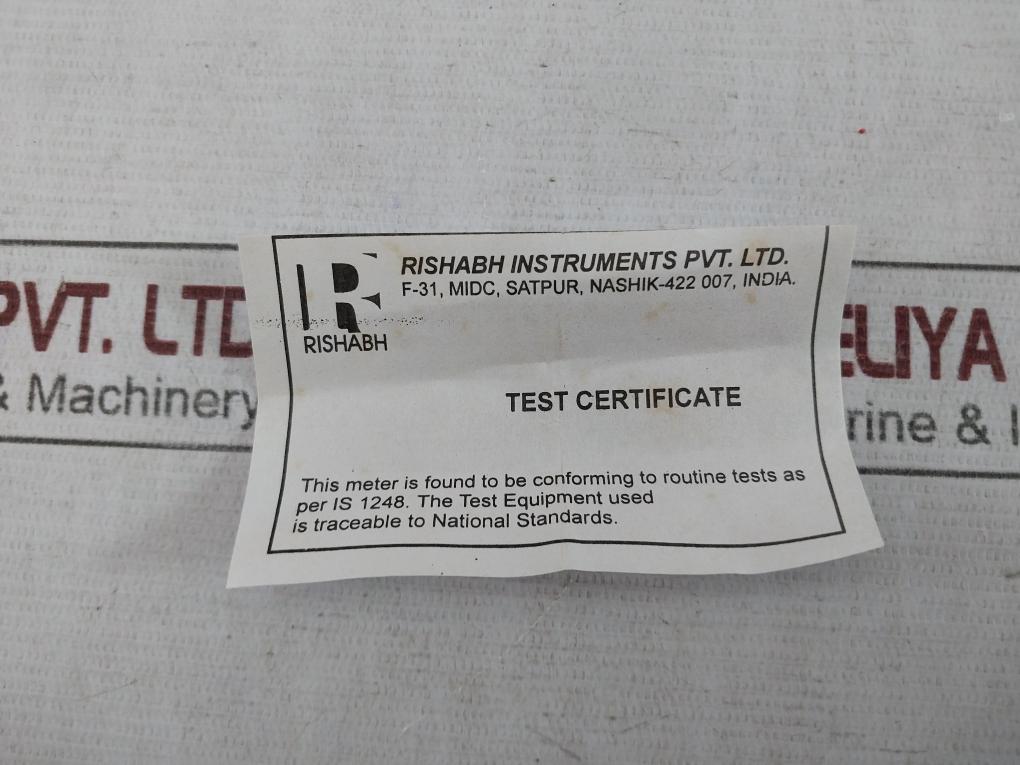 RISHABH INSTRUMENTS PVT. LTD.
F-31, MIDC, SATPUR, NASHIK-422 007, INDIA.
R
RISHABH
TEST CERTIFICATE
This meter is found to be conforming to routine tests as
per IS 1248. The Test Equipment used
is traceable to National Standards.
PVT. LTD
& Machinery
ELIYA
rine &